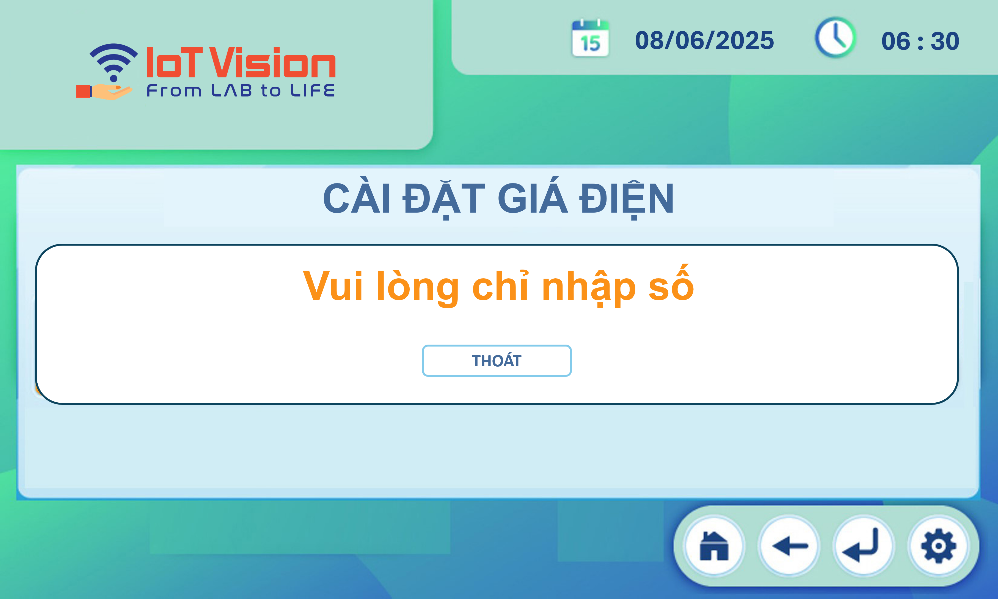 IoT Vision
From LAB to LIFE
15
08/06/2025
06 : 30
CÀI ĐẶT GIÁ ĐIỆN
Vui lòng chỉ nhập số
THOÁT